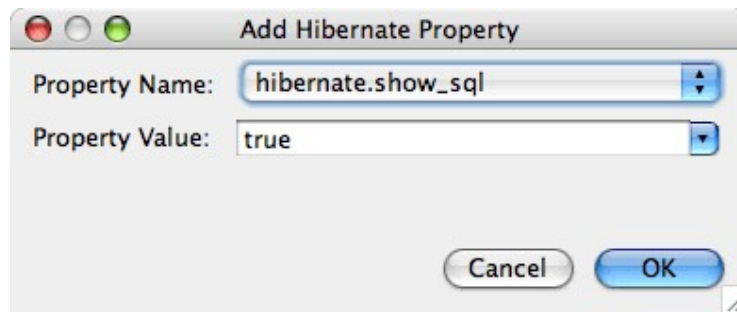 Add Hibernate Property
Property Name: hibernate.show_sql
Property Value: true
Cancel OK